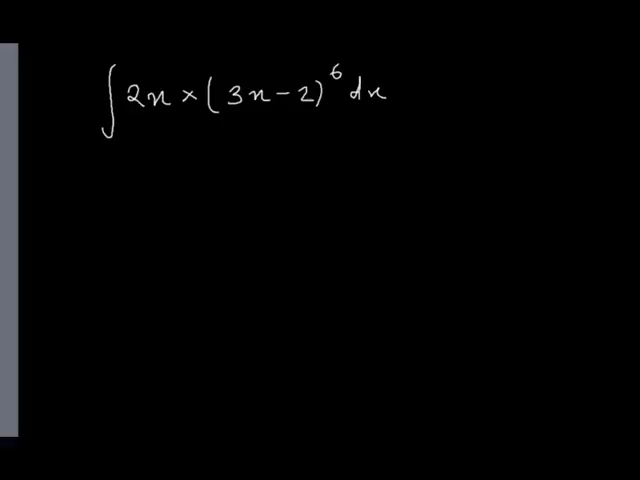 ∫ 2x × (3x − 2)⁶ dx